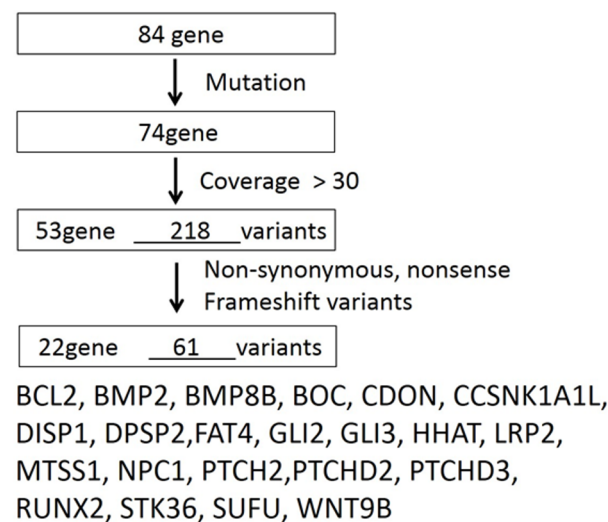 84 gene
Mutation
74gene
Coverage > 30
53gene 218 variants
Non-synonymous, nonsense
Frameshift variants
22gene 61 variants
BCL2, BMP2, BMP8B, BOC, CDON, CCSNK1A1L,
DISP1, DPSP2,FAT4, GLI2, GLI3, HHAT, LRP2,
MTSS1, NPC1, PTCH2,PTCHD2, PTCHD3,
RUNX2, STK36, SUFU, WNT9B